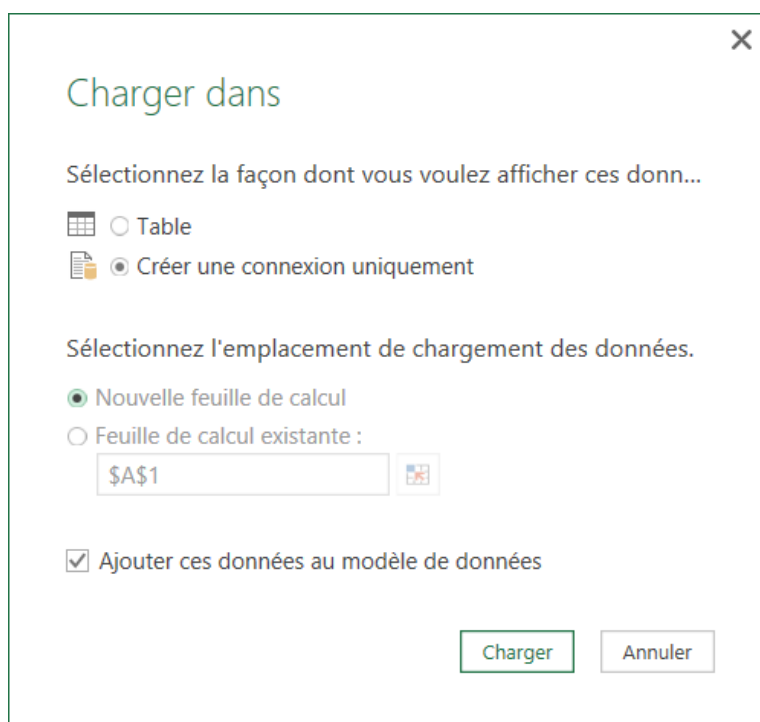 Charger dans
Sélectionnez la façon dont vous voulez afficher ces donn...
Table
Créer une connexion uniquement
Sélectionnez l'emplacement de chargement des données.
Nouvelle feuille de calcul
Feuille de calcul existante :
$A$1
Ajouter ces données au modèle de données
Charger Annuler